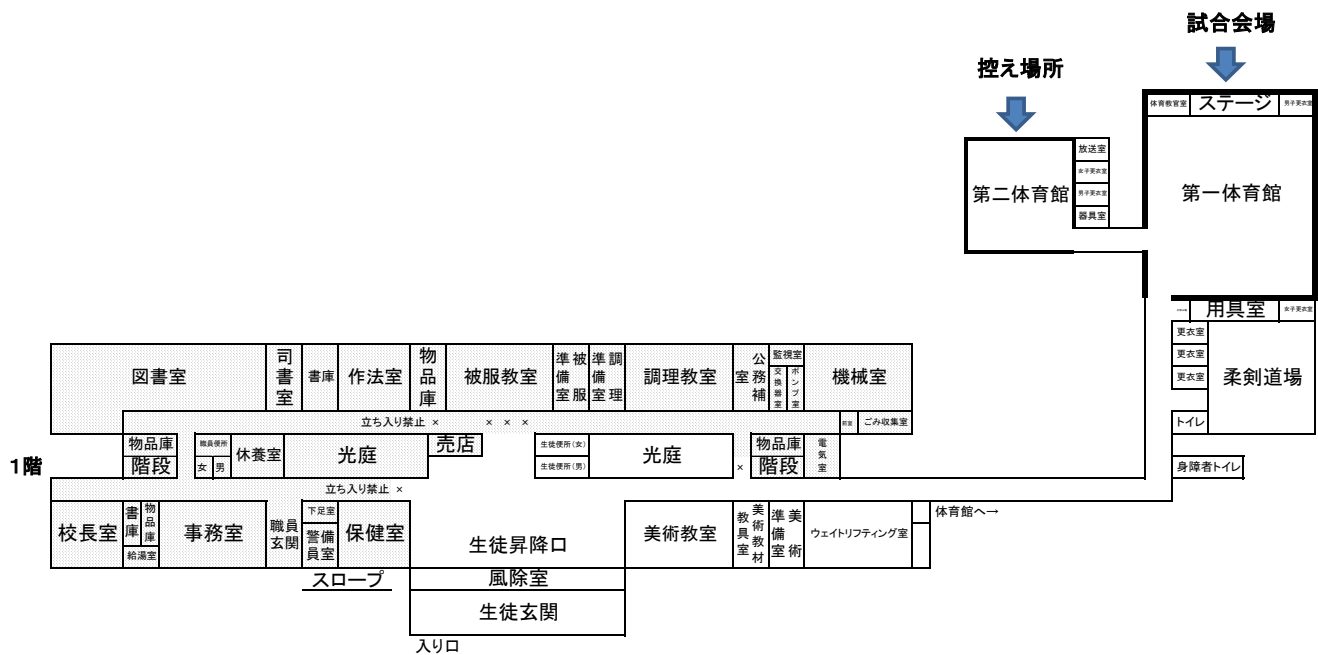 試合会場
控え場所
体育教官室
ステージ
男子更衣室
放送室
女子更衣室
男子更衣室
器具室
第二体育館
第一体育館
用具室
女子更衣室
更衣室
更衣室
更衣室
柔剣道場
トイレ
身障者トイレ
図書室
司書室
書庫
作法室
物品庫
被服教室
被服準備室
調理準備室
調理教室
公務補室
監視室
交換器室
ポンプ室
機械室
立ち入り禁止 × × × ×
ごみ収集室
1階
物品庫
階段
職員便所
女
男
休養室
光庭
売店
生徒便所(女)
生徒便所(男)
光庭
×
物品庫
階段
電気室
立ち入り禁止 ×
校長室
書庫
物品庫
給湯室
事務室
職員玄関
下足室
警備員室
保健室
スロープ
生徒昇降口
風除室
生徒玄関
入り口
美術教室
美術教材教具室
美術準備室
ウェイトリフティング室
体育館へ→